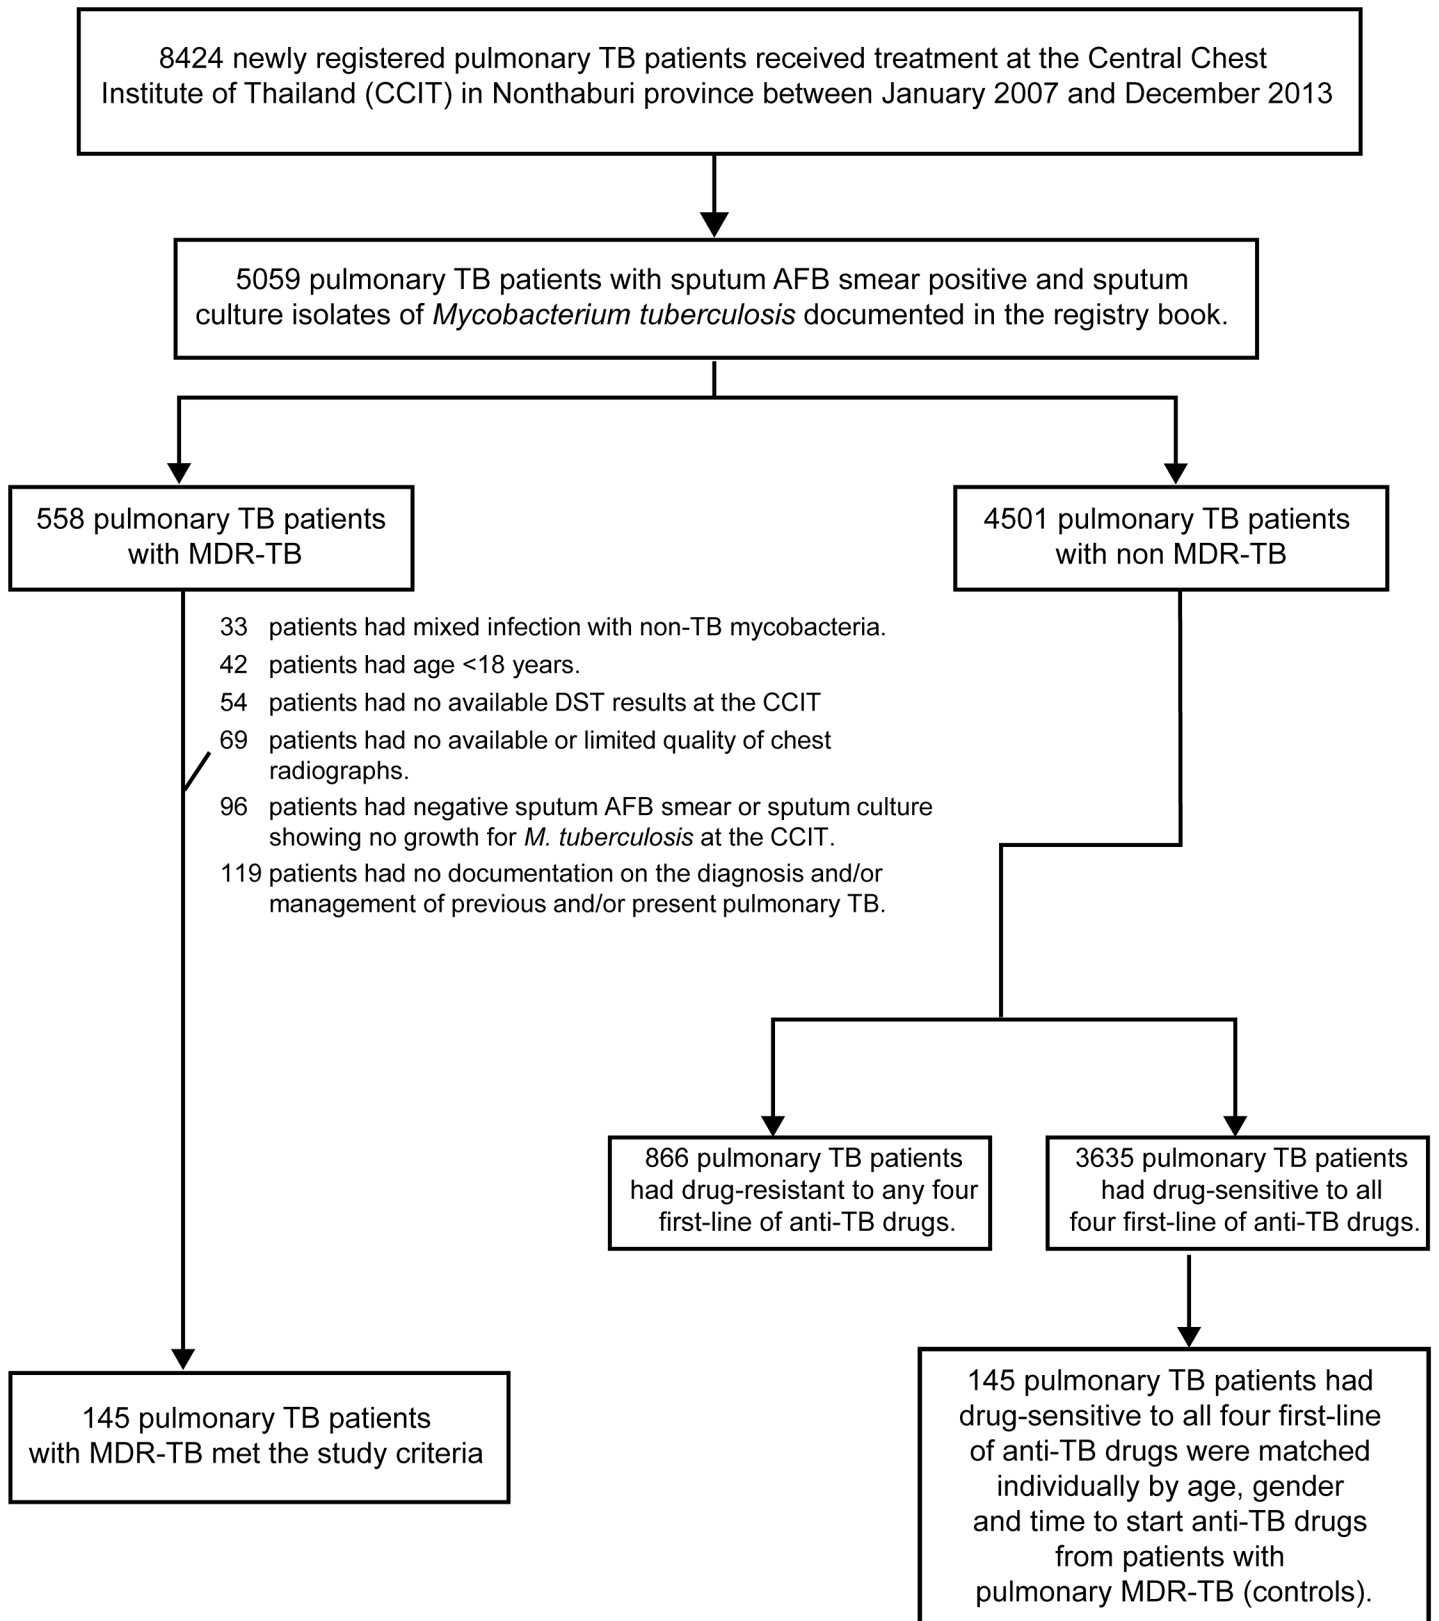 8424 newly registered pulmonary TB patients received treatment at the Central Chest
Institute of Thailand (CCIT) in Nonthaburi province between January 2007 and December 2013
5059 pulmonary TB patients with sputum AFB smear positive and sputum
culture isolates of Mycobacterium tuberculosis documented in the registry book.
558 pulmonary TB patients
with MDR-TB
4501 pulmonary TB patients
with non MDR-TB
33 patients had mixed infection with non-TB mycobacteria.
42 patients had age <18 years.
54 patients had no available DST results at the CCIT
69 patients had no available or limited quality of chest
radiographs.
96 patients had negative sputum AFB smear or sputum culture
showing no growth for M. tuberculosis at the CCIT.
119 patients had no documentation on the diagnosis and/or
management of previous and/or present pulmonary TB.
866 pulmonary TB patients
had drug-resistant to any four
first-line of anti-TB drugs.
3635 pulmonary TB patients
had drug-sensitive to all
four first-line of anti-TB drugs.
145 pulmonary TB patients
with MDR-TB met the study criteria
145 pulmonary TB patients had
drug-sensitive to all four first-line
of anti-TB drugs were matched
individually by age, gender
and time to start anti-TB drugs
from patients with
pulmonary MDR-TB (controls).